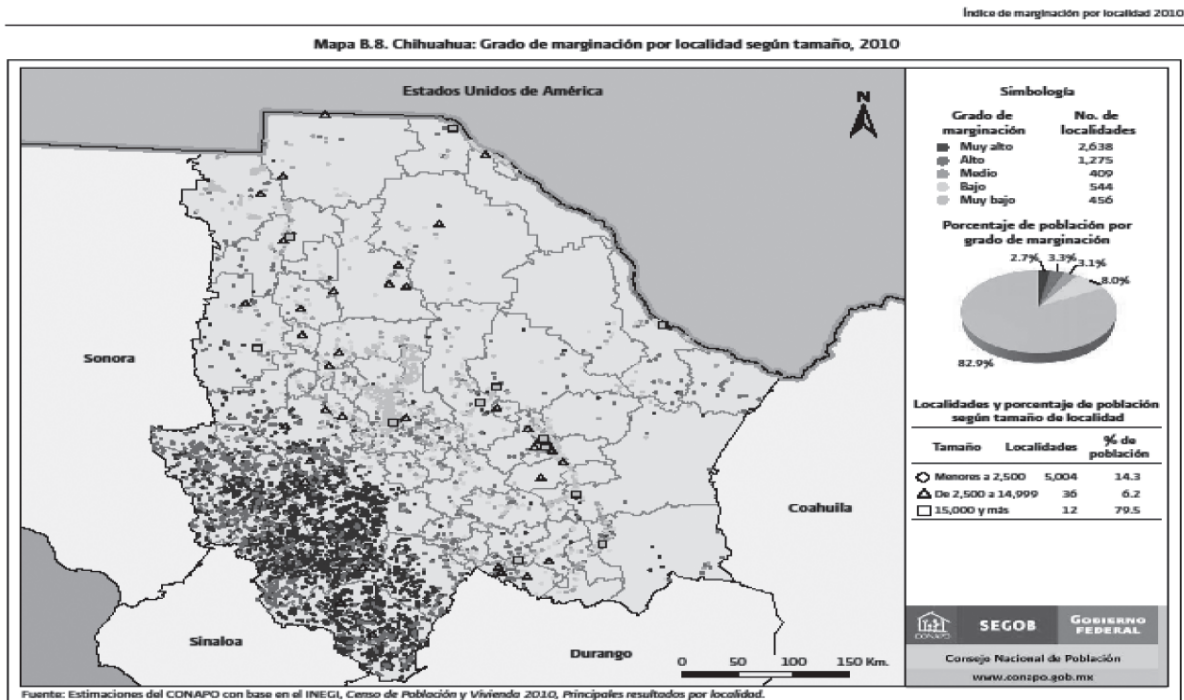 Índice de marginación por localidad 2010
Mapa B.8. Chihuahua: Grado de marginación por localidad según tamaño, 2010
Estados Unidos de América
N
Sonora
Coahuila
Sinaloa
Durango
0 50 100 150 Km.
Simbología
Grado de marginación No. de localidades
Muy alto 2,638
Alto 1,275
Medio 409
Bajo 544
Muy bajo 456
Porcentaje de población por
grado de marginación
2.7% 3.3% 3.1%
8.0%
82.9%
Localidades y porcentaje de población
según tamaño de localidad
Tamaño Localidades % de población
Menores a 2,500 5,004 14.3
De 2,500 a 14,999 36 6.2
15,000 y más 12 79.5
CONAPO
SEGOB
GOBIERNO
FEDERAL
Consejo Nacional de Población
www.conapo.gob.mx
Fuente: Estimaciones del CONAPO con base en el INEGI, Censo de Población y Vivienda 2010, Principales resultados por localidad.